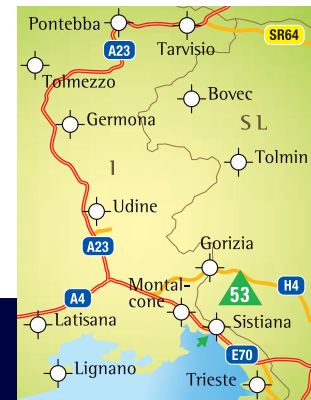 Pontebba
Tarvisio
SR64
A23
Tolmezzo
Bovec
Germona
S L
Tolmin
I
Udine
A23
Gorizia
Montal-
cone
53
H4
A4
Latisana
Sistiana
E70
Lignano
Trieste